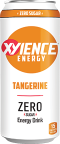 ZERO SUGAR
XYIENCE
ENERGY
TANGERINE
ZERO
SUGAR
Energy Drink